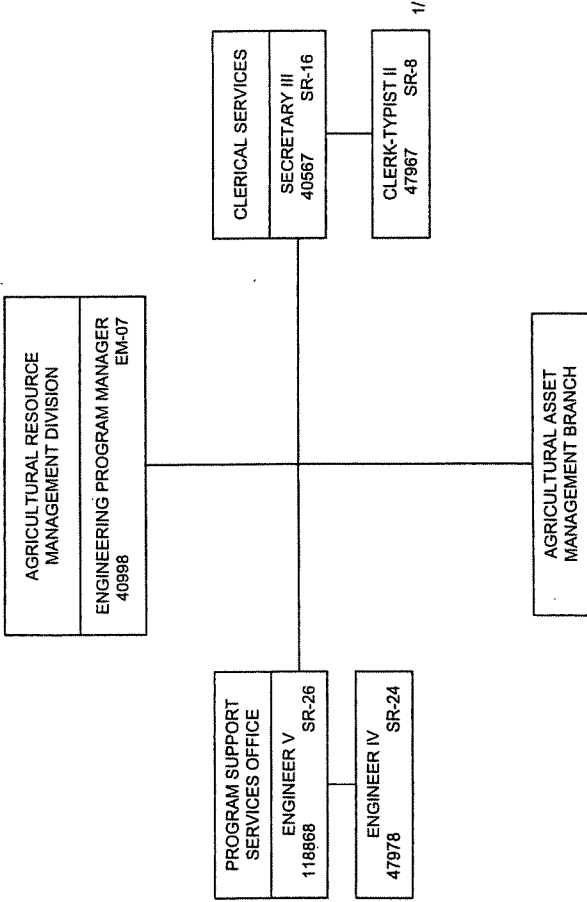 AGRICULTURAL RESOURCE
MANAGEMENT DIVISION
ENGINEERING PROGRAM MANAGER
40998 EM-07
PROGRAM SUPPORT
SERVICES OFFICE
ENGINEER V
118868 SR-26
ENGINEER IV
47978 SR-24
CLERICAL SERVICES
SECRETARY III
40567 SR-16
CLERK-TYPIST II
47967 SR-8
1/
AGRICULTURAL ASSET
MANAGEMENT BRANCH